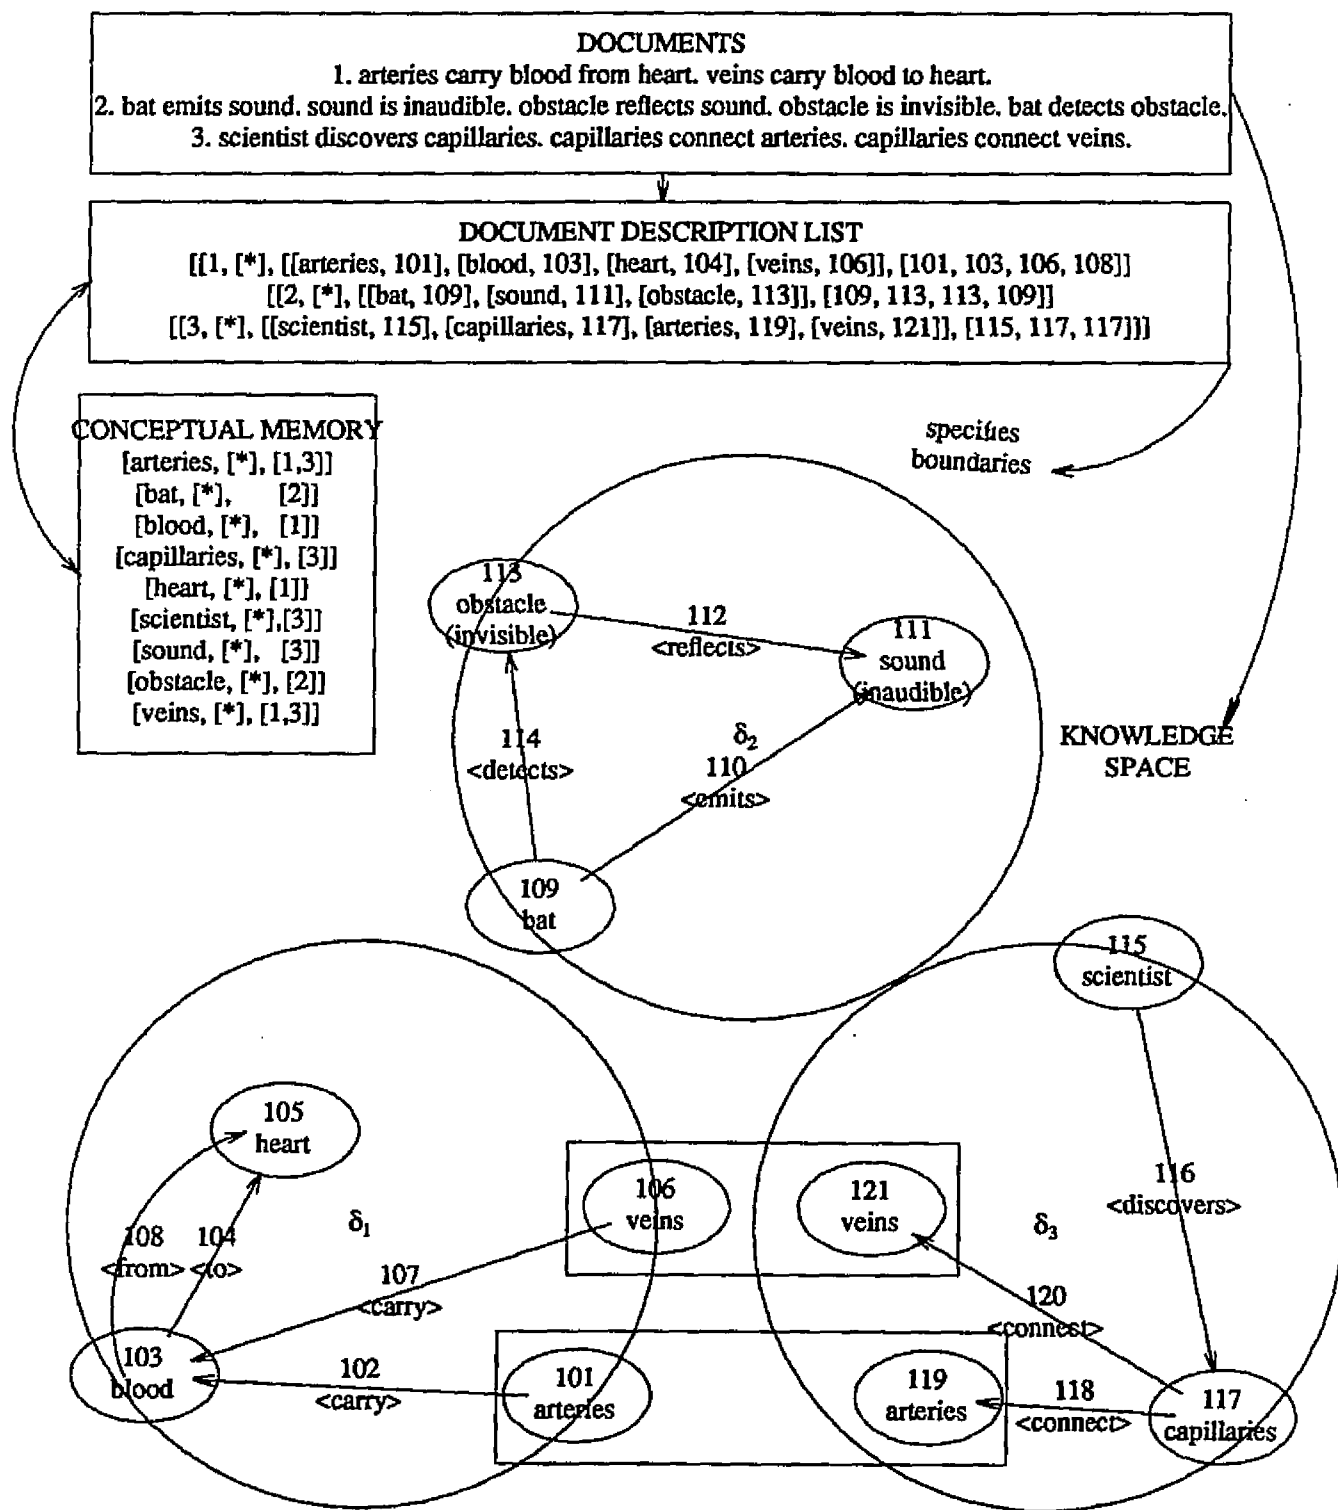 DOCUMENTS
1. arteries carry blood from heart. veins carry blood to heart.
2. bat emits sound. sound is inaudible. obstacle reflects sound. obstacle is invisible. bat detects obstacle.
3. scientist discovers capillaries. capillaries connect arteries. capillaries connect veins.
DOCUMENT DESCRIPTION LIST
[[1, [*], [[arteries, 101], [blood, 103], [heart, 104], [veins, 106]], [101, 103, 106, 108]]
[[2, [*], [[bat, 109], [sound, 111], [obstacle, 113]], [109, 113, 113, 109]]
[[3, [*], [[scientist, 115], [capillaries, 117], [arteries, 119], [veins, 121]], [115, 117, 117]]]
CONCEPTUAL MEMORY
[arteries, [*], [1,3]]
[bat, [*], [2]]
[blood, [*], [1]]
[capillaries, [*], [3]]
[heart, [*], [1]]
[scientist, [*],[3]]
[sound, [*], [3]]
[obstacle, [*], [2]]
[veins, [*], [1,3]]
specifies
boundaries
113
obstacle
(invisible)
112
<reflects>
111
sound
(inaudible)
114
<detects>
δ2
110
<emits>
KNOWLEDGE
SPACE
109
bat
115
scientist
105
heart
106
veins
121
veins
116
<discovers>
δ1
δ3
108
<from>
104
<to>
107
<carry>
120
<connect>
103
blood
102
<carry>
101
arteries
119
arteries
118
<connect>
117
capillaries